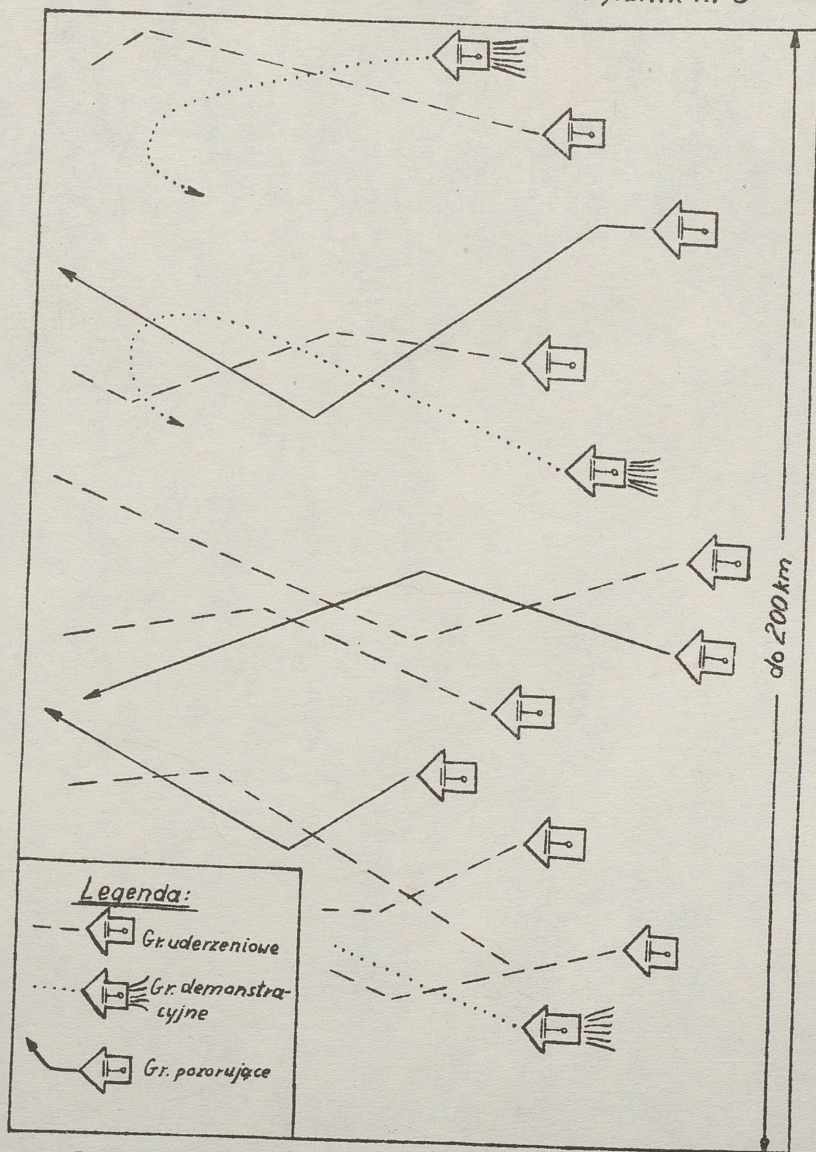 do 200 km
Legenda:
Gr. uderzeniowe
Gr. demonstra-
cyjne
Gr. pozorujące